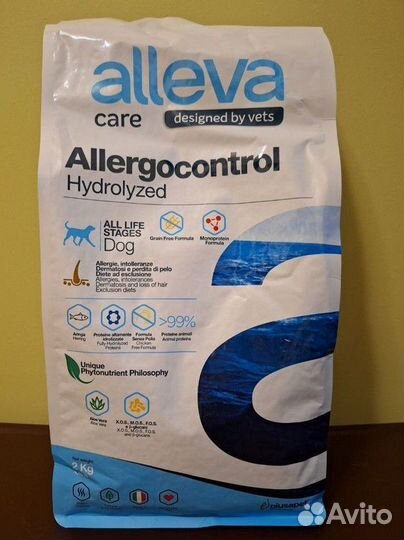 alleva
care designed by vets
Allergocontrol
Hydrolyzed
ALL LIFE
STAGES
Dog
Grain Free Formula
Monoprotein
Formula
Allergie, intolleranze
Dermatosi e perdita di pelo
Diete ad esclusione
Allergies, intolerances
Dermatosis and loss of hair
Exclusion diets
>99%
Aringa
Herring
Proteine altamente
idrolizzate
Fully Hydrolyzed
Proteins
Formula
Senza Pollo
Chicken
Free Formula
Proteine animali
Animal proteins
Unique
Phytonutrient Philosophy
Aloe Vera
Aloe Vera
X.O.S., M.O.S., F.O.S.
e β-glucani
X.O.S., M.O.S., F.O.S.
and β-glucans
Net weight
2 Kg
Avito